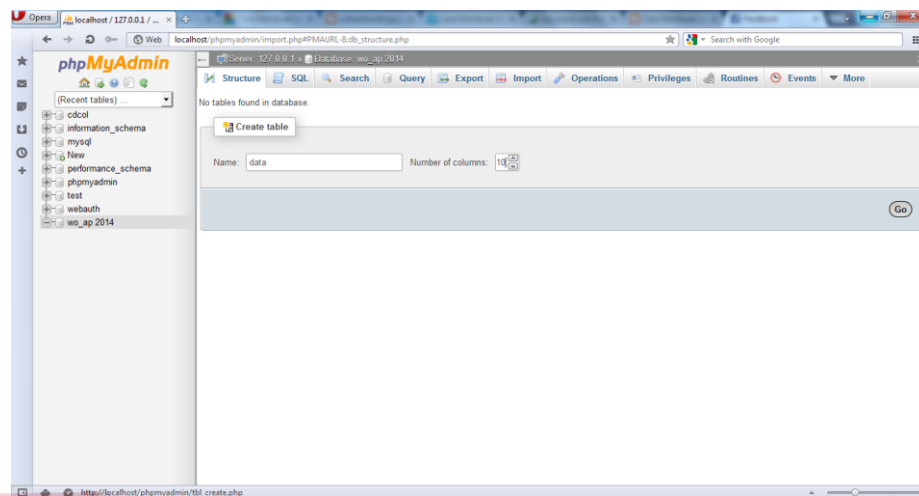 Opera
localhost / 127.0.0.1 / ...
Web
localhost/phpmyadmin/import.php#PMAURL-8:db_structure.php
Search with Google
phpMyAdmin
(Recent tables) ...
cdcol
information_schema
mysql
New
performance_schema
phpmyadmin
test
webauth
wo_ap 2014
Server: 127.0.0.1 » Database: wo_ap 2014
Structure SQL Search Query Export Import Operations Privileges Routines Events More
No tables found in database.
Create table
Name: data Number of columns: 10
Go
http://localhost/phpmyadmin/tbl_create.php